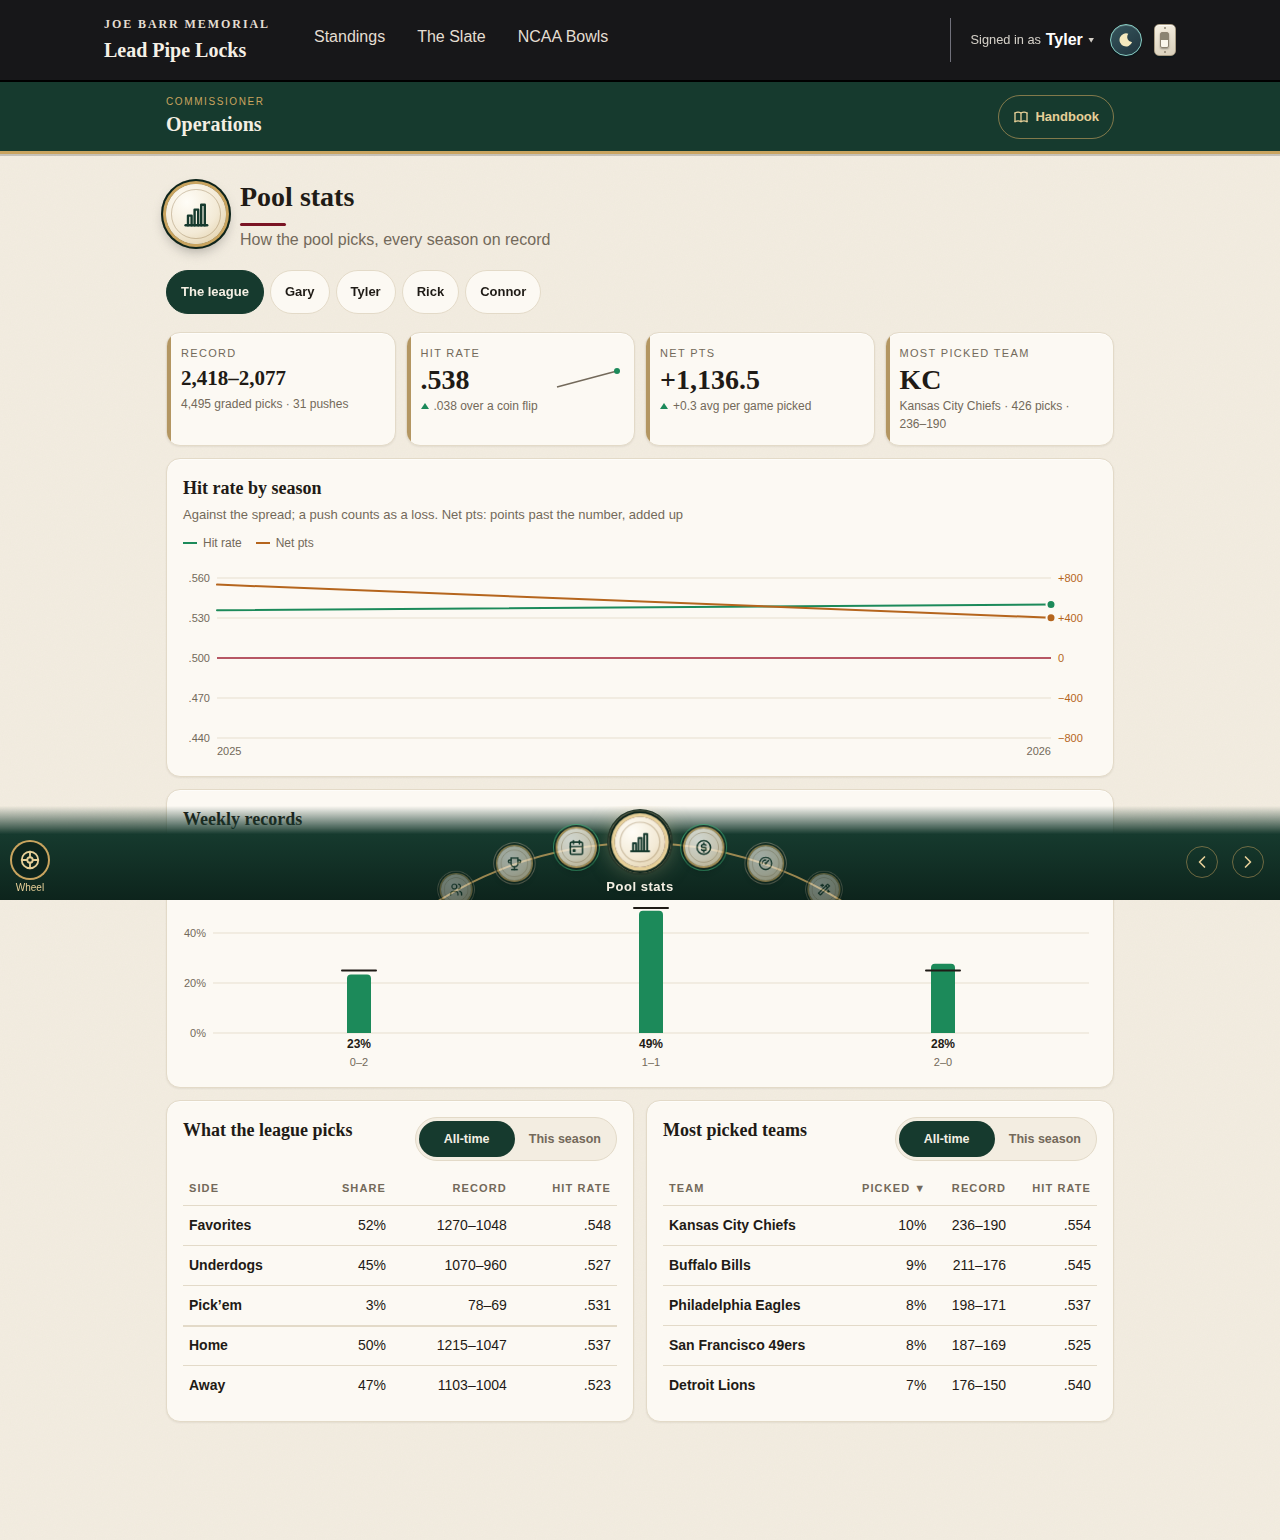 JOE BARR MEMORIAL
Lead Pipe Locks
Standings
The Slate
NCAA Bowls
Signed in as Tyler ▾
COMMISSIONER
Operations
Handbook
Pool stats
How the pool picks, every season on record
The league
Gary
Tyler
Rick
Connor
RECORD
2,418–2,077
4,495 graded picks · 31 pushes
HIT RATE
.538
.038 over a coin flip
NET PTS
+1,136.5
+0.3 avg per game picked
MOST PICKED TEAM
KC
Kansas City Chiefs · 426 picks ·
236–190
Hit rate by season
Against the spread; a push counts as a loss. Net pts: points past the number, added up
Hit rate
Net pts
.560 +800
.530 +400
.500 0
.470 −400
.440 −800
2025 2026
Weekly records
Wheel
Pool stats
40%
20%
0%
23% 49% 28%
0–2 1–1 2–0
What the league picks
All-time
This season
SIDE SHARE RECORD HIT RATE
Favorites 52% 1270–1048 .548
Underdogs 45% 1070–960 .527
Pick’em 3% 78–69 .531
Home 50% 1215–1047 .537
Away 47% 1103–1004 .523
Most picked teams
All-time
This season
TEAM PICKED ▼ RECORD HIT RATE
Kansas City Chiefs 10% 236–190 .554
Buffalo Bills 9% 211–176 .545
Philadelphia Eagles 8% 198–171 .537
San Francisco 49ers 8% 187–169 .525
Detroit Lions 7% 176–150 .540